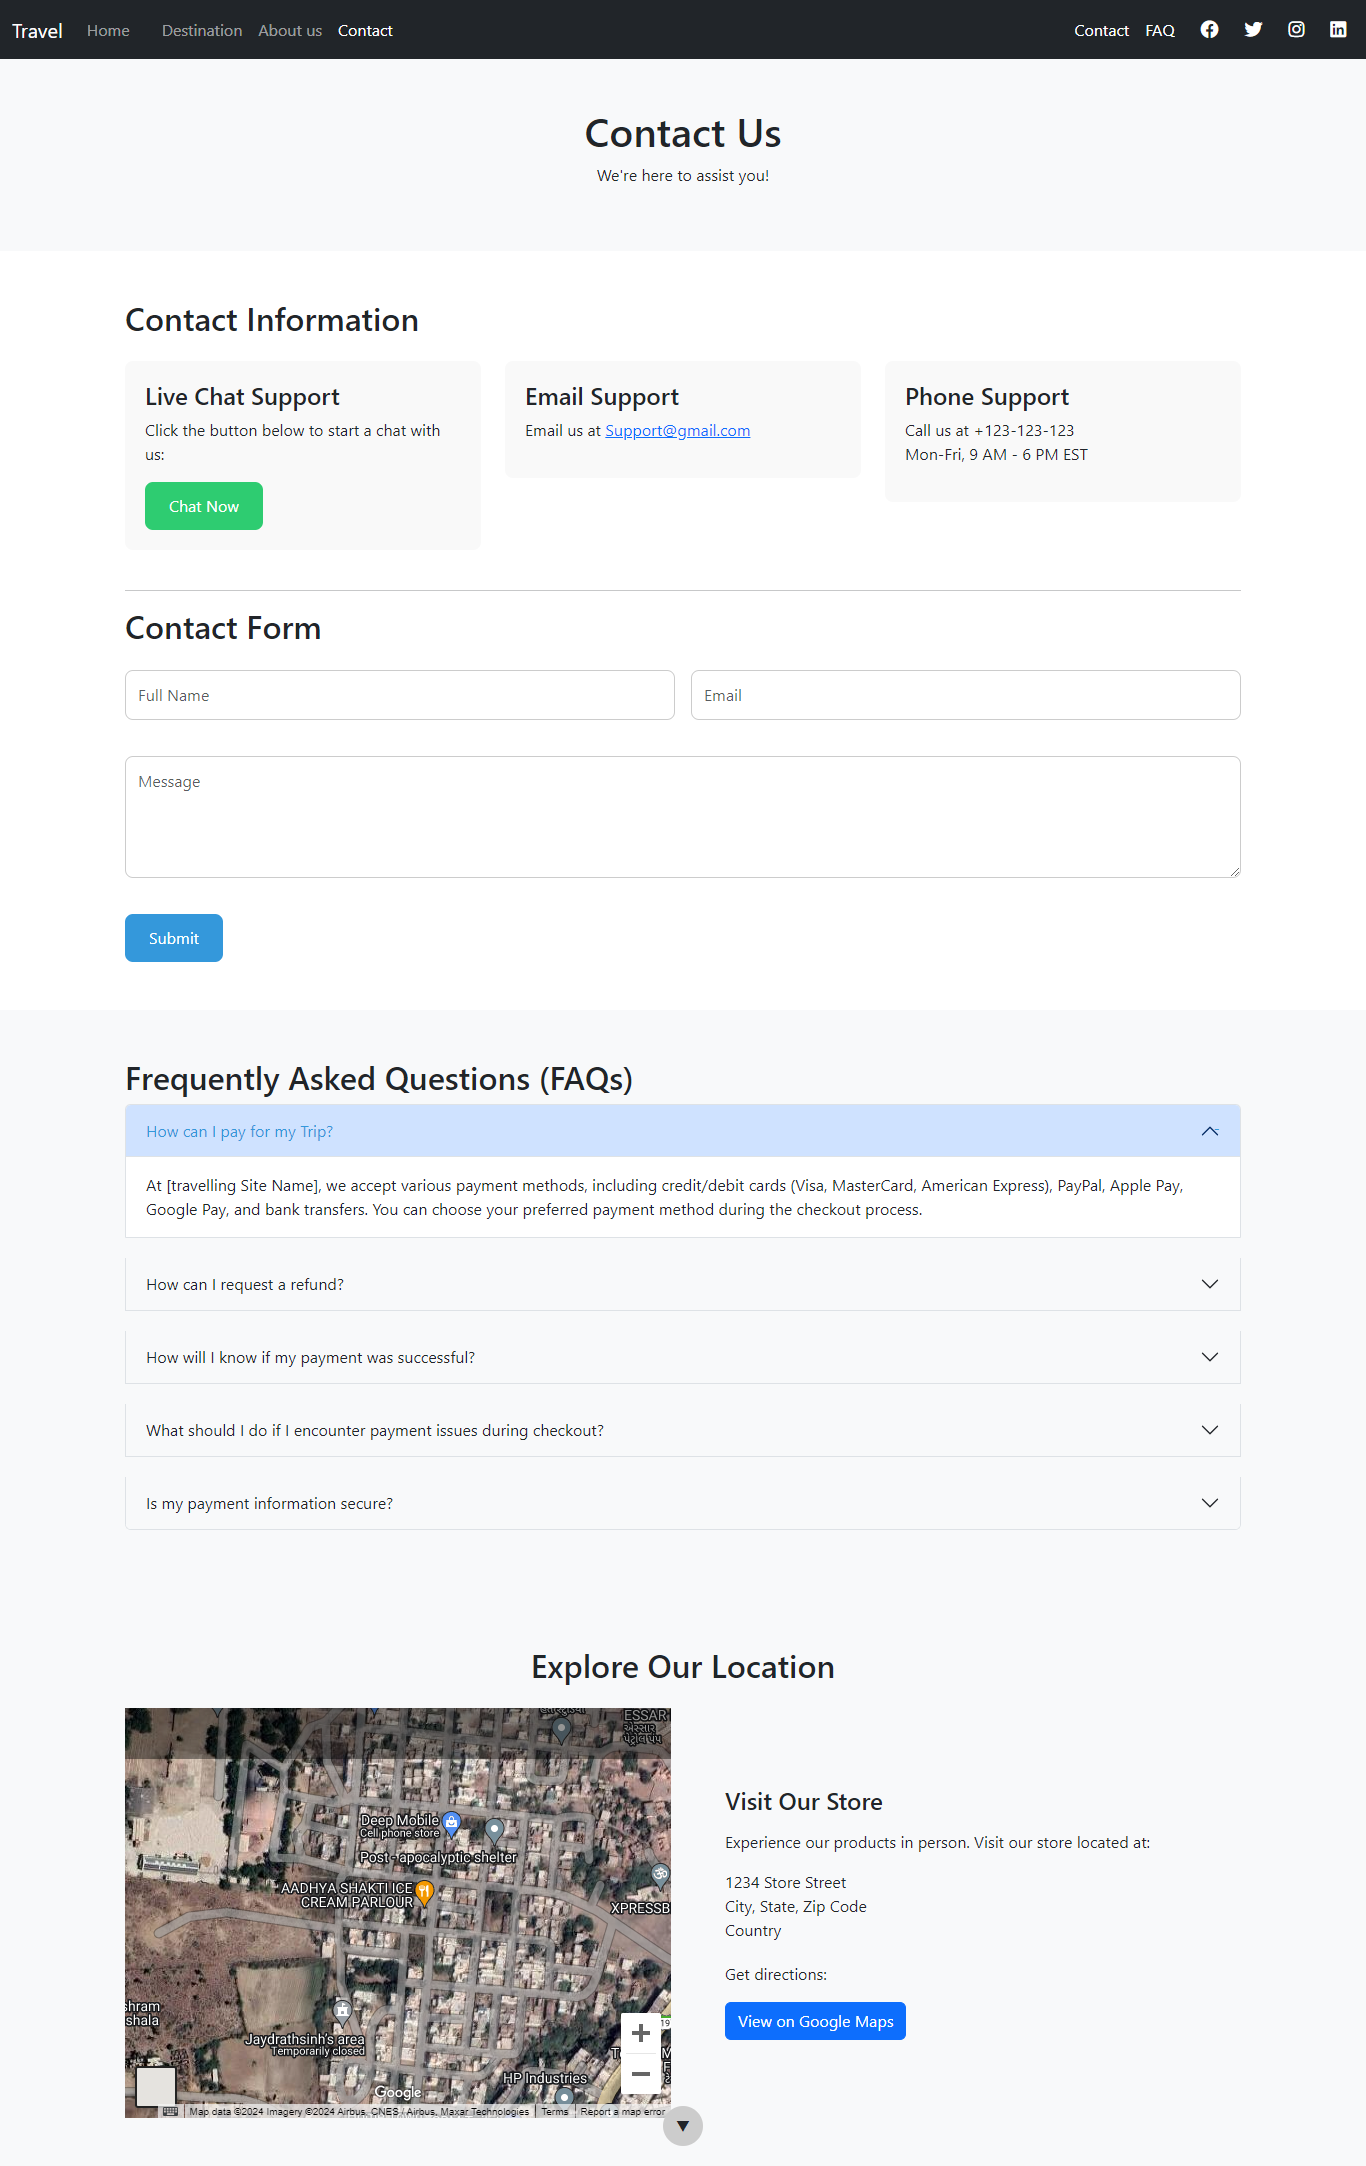 Travel Home Destination About us Contact Contact FAQ
Contact Us
We're here to assist you!
Contact Information
Live Chat Support
Click the button below to start a chat with
us:
Chat Now
Email Support
Email us at Support@gmail.com
Phone Support
Call us at +123-123-123
Mon-Fri, 9 AM - 6 PM EST
Contact Form
Full Name
Email
Message
Submit
Frequently Asked Questions (FAQs)
How can I pay for my Trip?
At [travelling Site Name], we accept various payment methods, including credit/debit cards (Visa, MasterCard, American Express), PayPal, Apple Pay,
Google Pay, and bank transfers. You can choose your preferred payment method during the checkout process.
How can I request a refund?
How will I know if my payment was successful?
What should I do if I encounter payment issues during checkout?
Is my payment information secure?
Explore Our Location
ESSAR
એસ્સાર
પેટ્રોલ પંપ
Deep Mobile
Cell phone store
Post - apocalyptic shelter
AADHYA SHAKTI ICE
CREAM PARLOUR
XPRESSB
shram
shala
Jaydrathsinh's area
Temporarily closed
19
HP Industries
Google
Map data ©2024 Imagery ©2024 Airbus, CNES / Airbus, Maxar Technologies Terms Report a map error
Visit Our Store
Experience our products in person. Visit our store located at:
1234 Store Street
City, State, Zip Code
Country
Get directions:
View on Google Maps